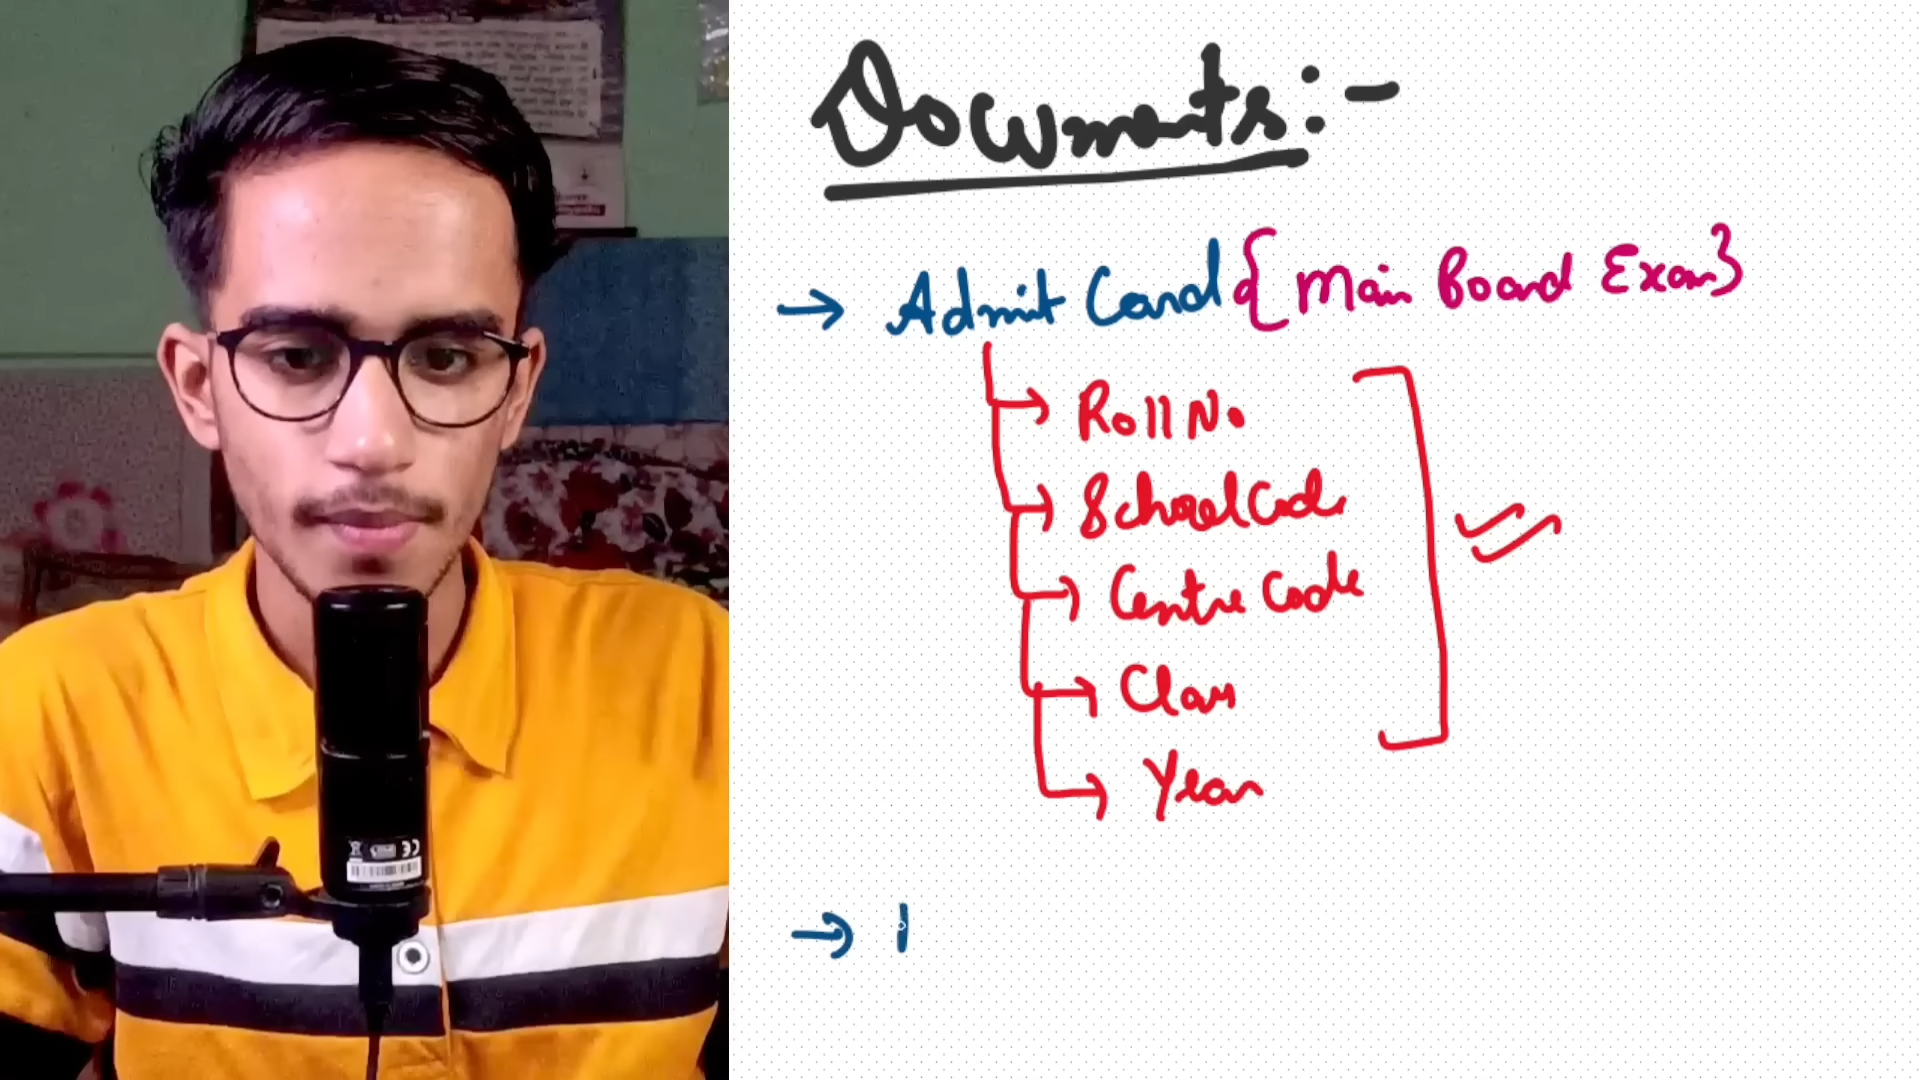 Documents:-
→ Admit Card { Main Board Exam }
→ Roll No
→ School Code
→ Centre Code
→ Class
→ Year
→